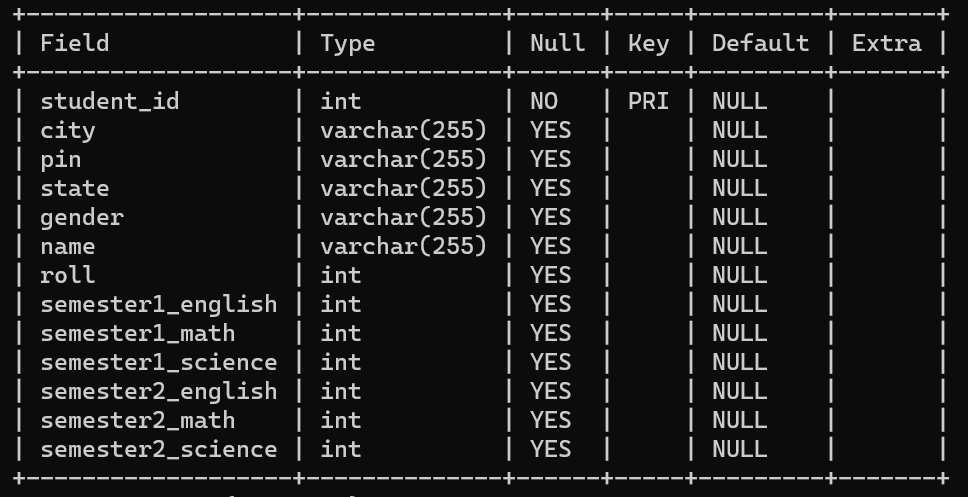 +--------------------+--------------+------+-----+---------+-------+
| Field              | Type         | Null | Key | Default | Extra |
+--------------------+--------------+------+-----+---------+-------+
| student_id         | int          | NO   | PRI | NULL    |       |
| city               | varchar(255) | YES  |     | NULL    |       |
| pin                | varchar(255) | YES  |     | NULL    |       |
| state              | varchar(255) | YES  |     | NULL    |       |
| gender             | varchar(255) | YES  |     | NULL    |       |
| name               | varchar(255) | YES  |     | NULL    |       |
| roll               | int          | YES  |     | NULL    |       |
| semester1_english  | int          | YES  |     | NULL    |       |
| semester1_math     | int          | YES  |     | NULL    |       |
| semester1_science  | int          | YES  |     | NULL    |       |
| semester2_english  | int          | YES  |     | NULL    |       |
| semester2_math     | int          | YES  |     | NULL    |       |
| semester2_science  | int          | YES  |     | NULL    |       |
+--------------------+--------------+------+-----+---------+-------+